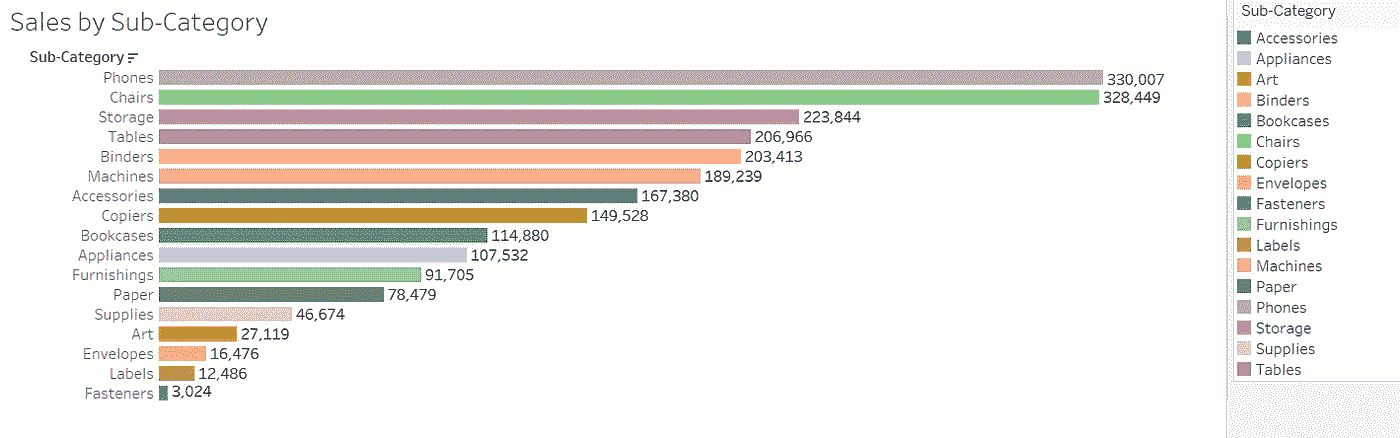 Sales by Sub-Category
Sub-Category
Phones 330,007
Chairs 328,449
Storage 223,844
Tables 206,966
Binders 203,413
Machines 189,239
Accessories 167,380
Copiers 149,528
Bookcases 114,880
Appliances 107,532
Furnishings 91,705
Paper 78,479
Supplies 46,674
Art 27,119
Envelopes 16,476
Labels 12,486
Fasteners 3,024
Sub-Category
Accessories
Appliances
Art
Binders
Bookcases
Chairs
Copiers
Envelopes
Fasteners
Furnishings
Labels
Machines
Paper
Phones
Storage
Supplies
Tables